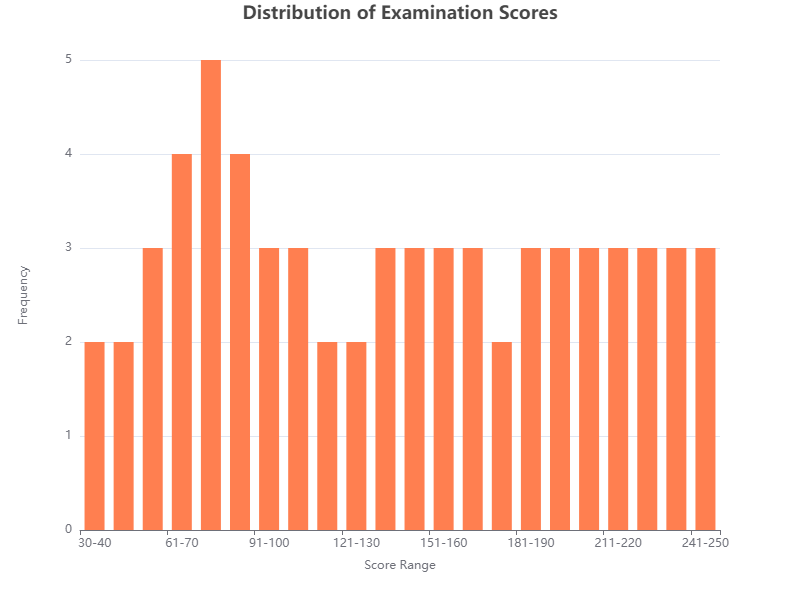 Distribution of Examination Scores
5
4
3
2
1
0
Frequency
30-40 61-70 91-100 121-130 151-160 181-190 211-220 241-250
Score Range